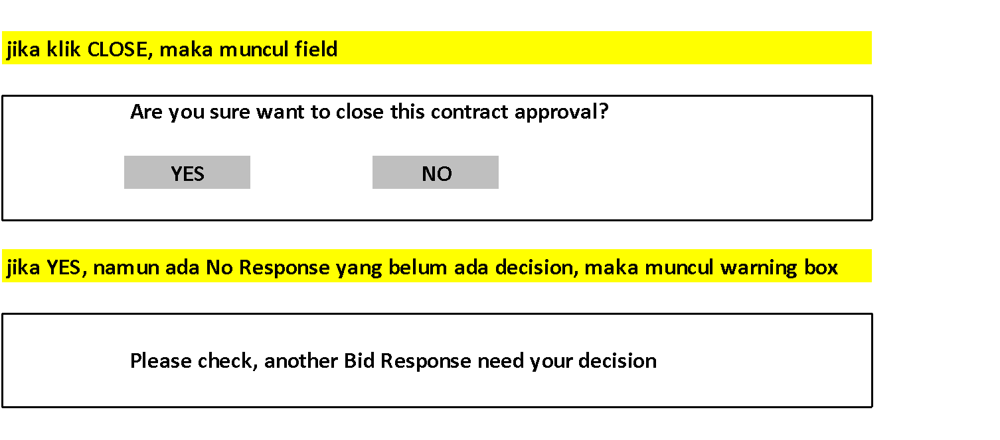 jika klik CLOSE, maka muncul field
Are you sure want to close this contract approval?
YES NO
jika YES, namun ada No Response yang belum ada decision, maka muncul warning box
Please check, another Bid Response need your decision